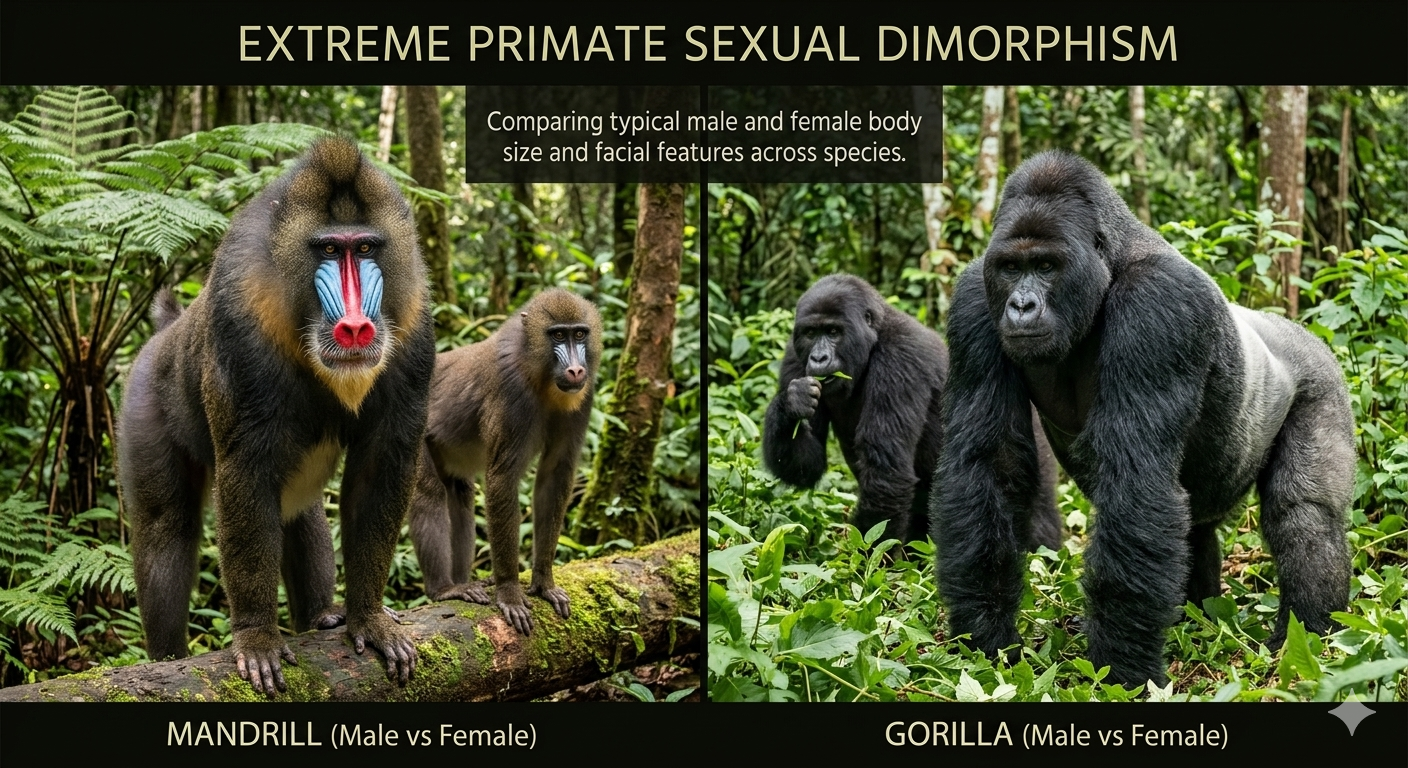 EXTREME PRIMATE SEXUAL DIMORPHISM
Comparing typical male and female body
size and facial features across species.
MANDRILL (Male vs Female)
GORILLA (Male vs Female)